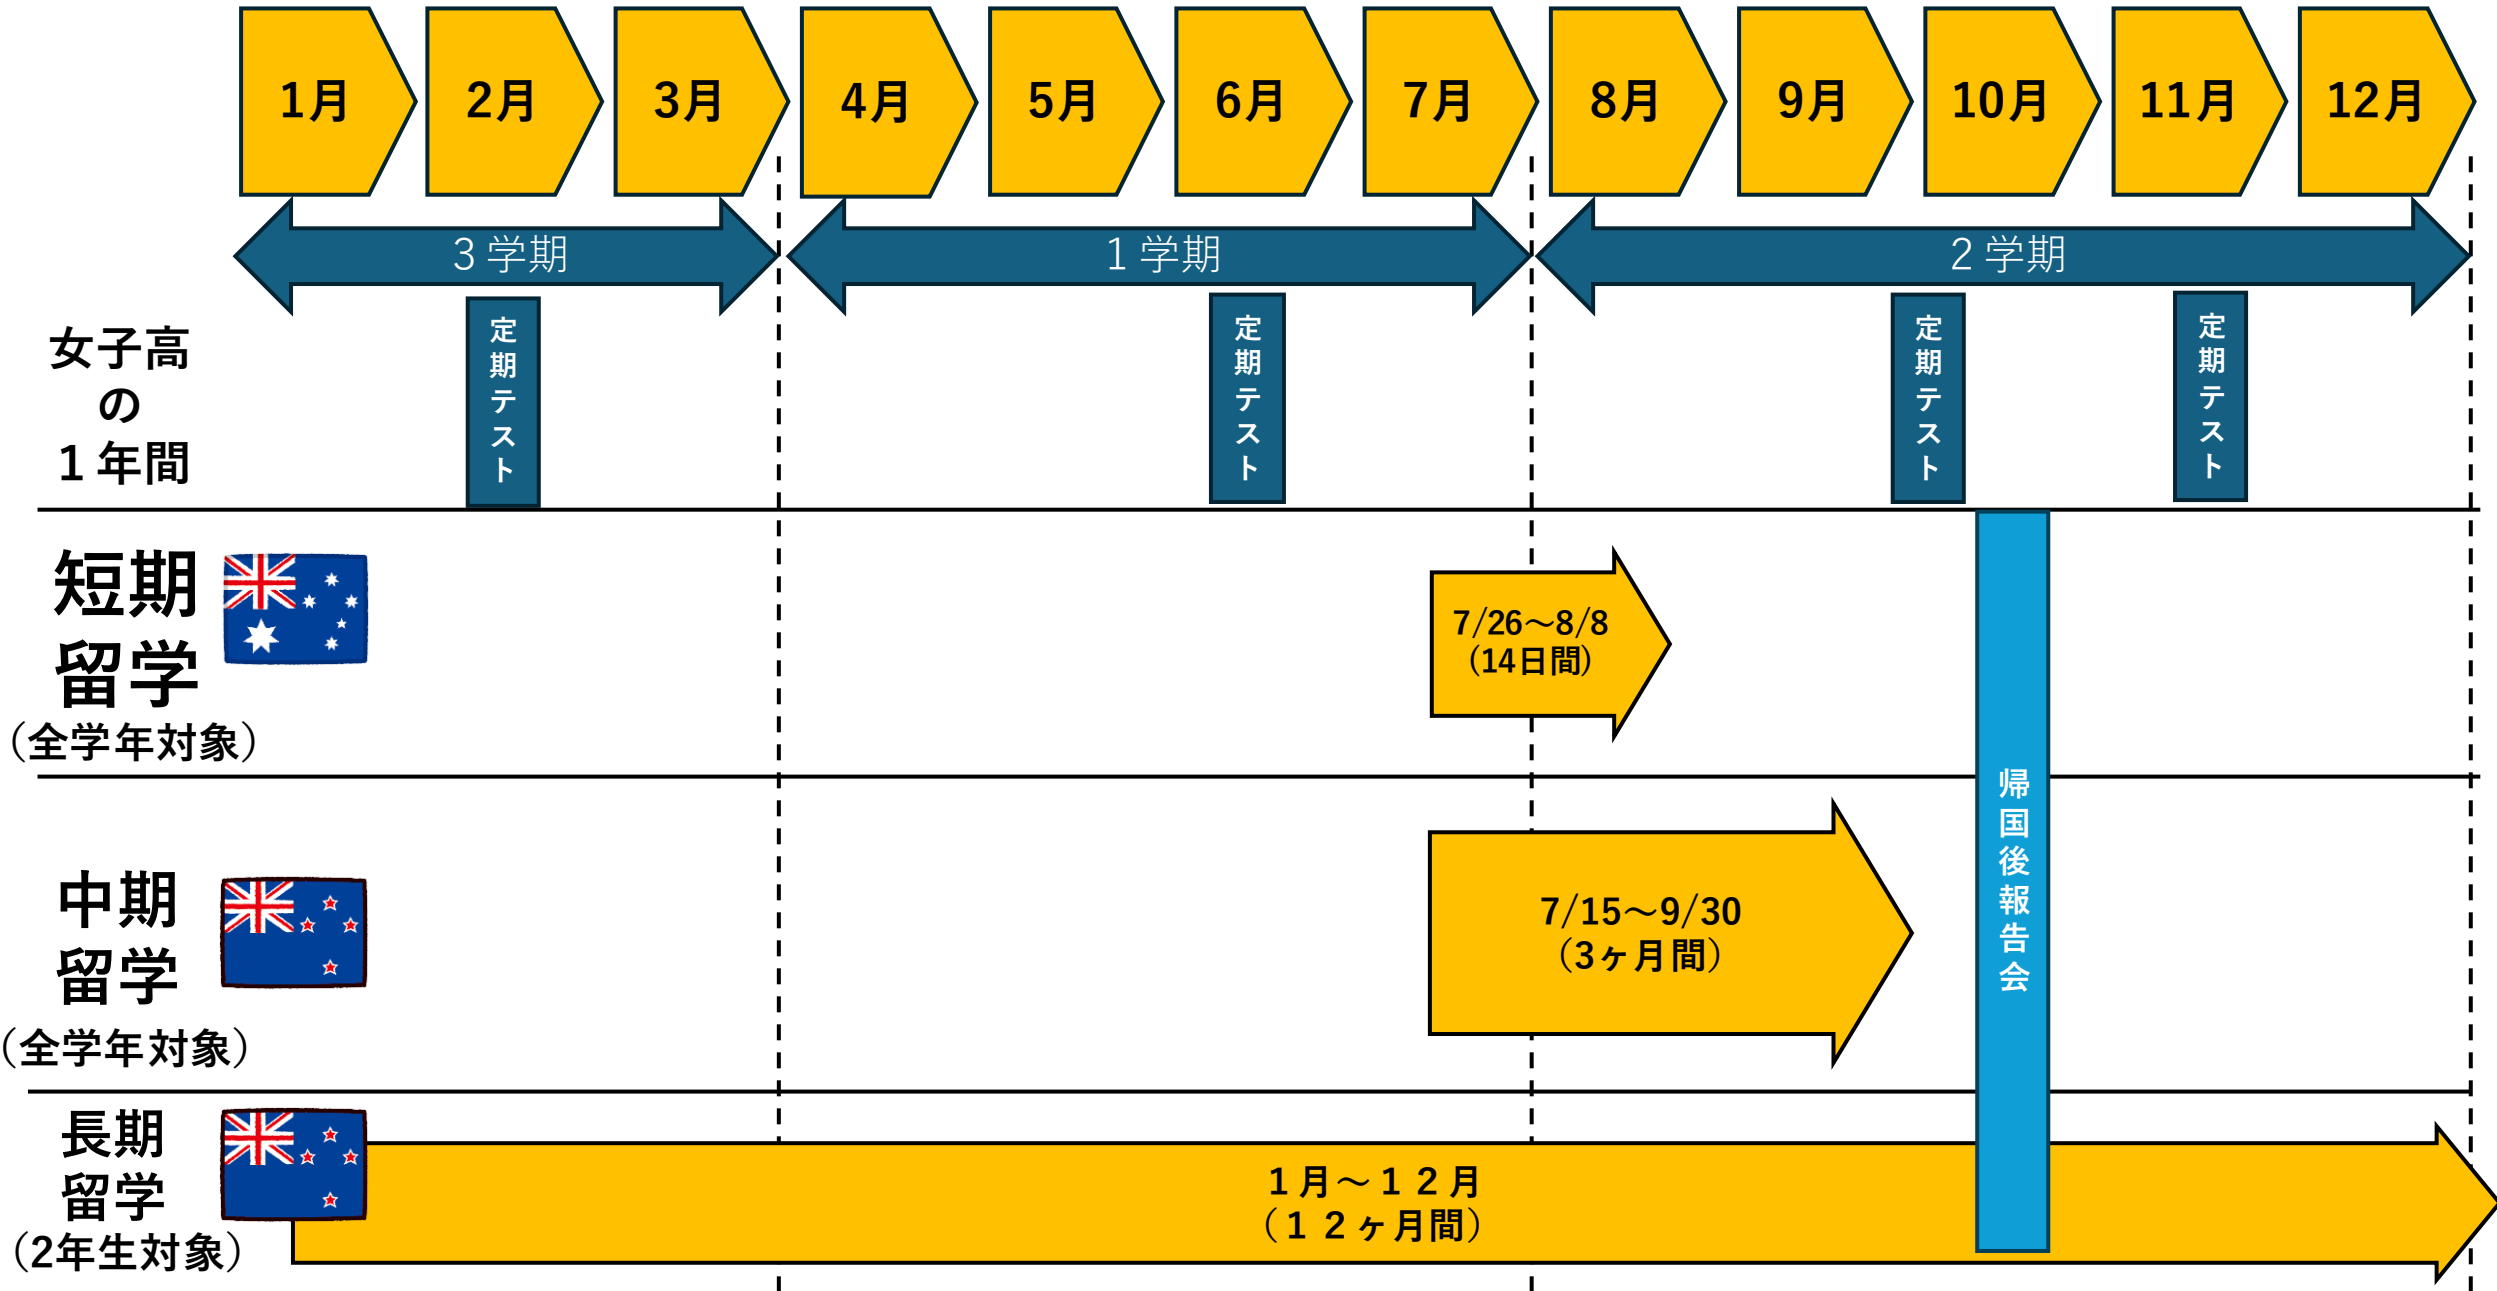 1月
2月
3月
4月
5月
6月
7月
8月
9月
10月
11月
12月
３学期
１学期
２学期
女子高
の
１年間
定期テスト
定期テスト
定期テスト
定期テスト
短期
留学
（全学年対象）
7/26～8/8
（14日間）
中期
留学
（全学年対象）
7/15～9/30
（3ヶ月間）
帰国後報告会
長期
留学
（2年生対象）
１月～１２月
（１２ヶ月間）